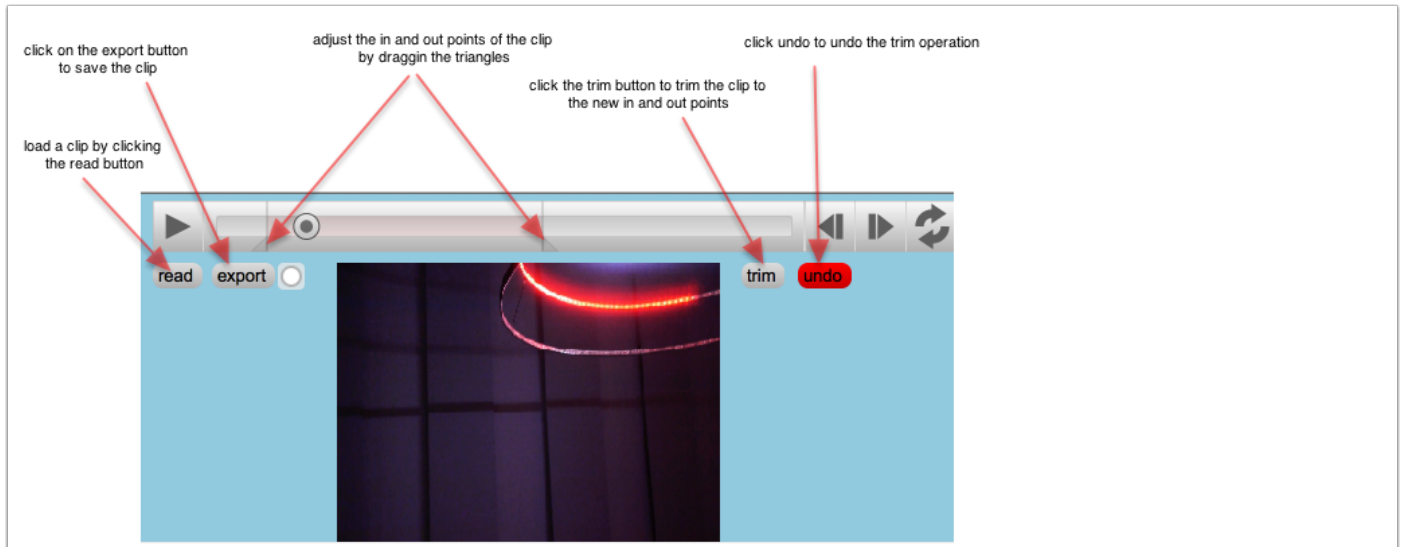 click on the export button
to save the clip
adjust the in and out points of the clip
by draggin the triangles
click undo to undo the trim operation
click the trim button to trim the clip to
the new in and out points
load a clip by clicking
the read button
read
export
trim
undo